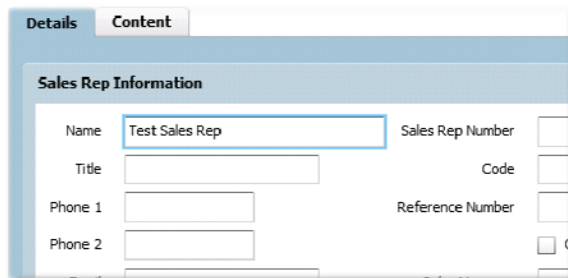 Details Content
Sales Rep Information
Name Test Sales Rep Sales Rep Number
Title Code
Phone 1 Reference Number
Phone 2